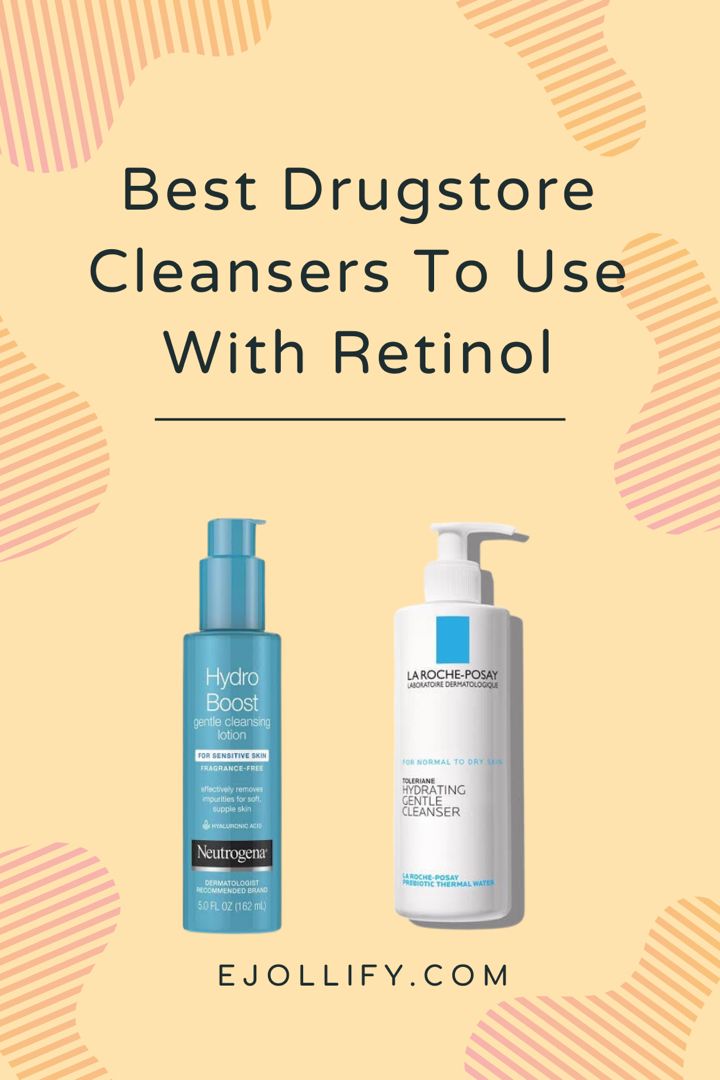 Best Drugstore
Cleansers To Use
With Retinol
Hydro
Boost
gentle cleansing
lotion
FOR SENSITIVE SKIN
FRAGRANCE-FREE
effectively removes
impurities for soft,
supple skin
HYALURONIC ACID
Neutrogena®
DERMATOLOGIST
RECOMMENDED BRAND
5.0 FL OZ (162 mL)
LA ROCHE-POSAY
LABORATOIRE DERMATOLOGIQUE
FOR NORMAL TO DRY SKIN
TOLERIANE
HYDRATING
GENTLE
CLEANSER
LA ROCHE-POSAY
PREBIOTIC THERMAL WATER
EJOLLIFY.COM